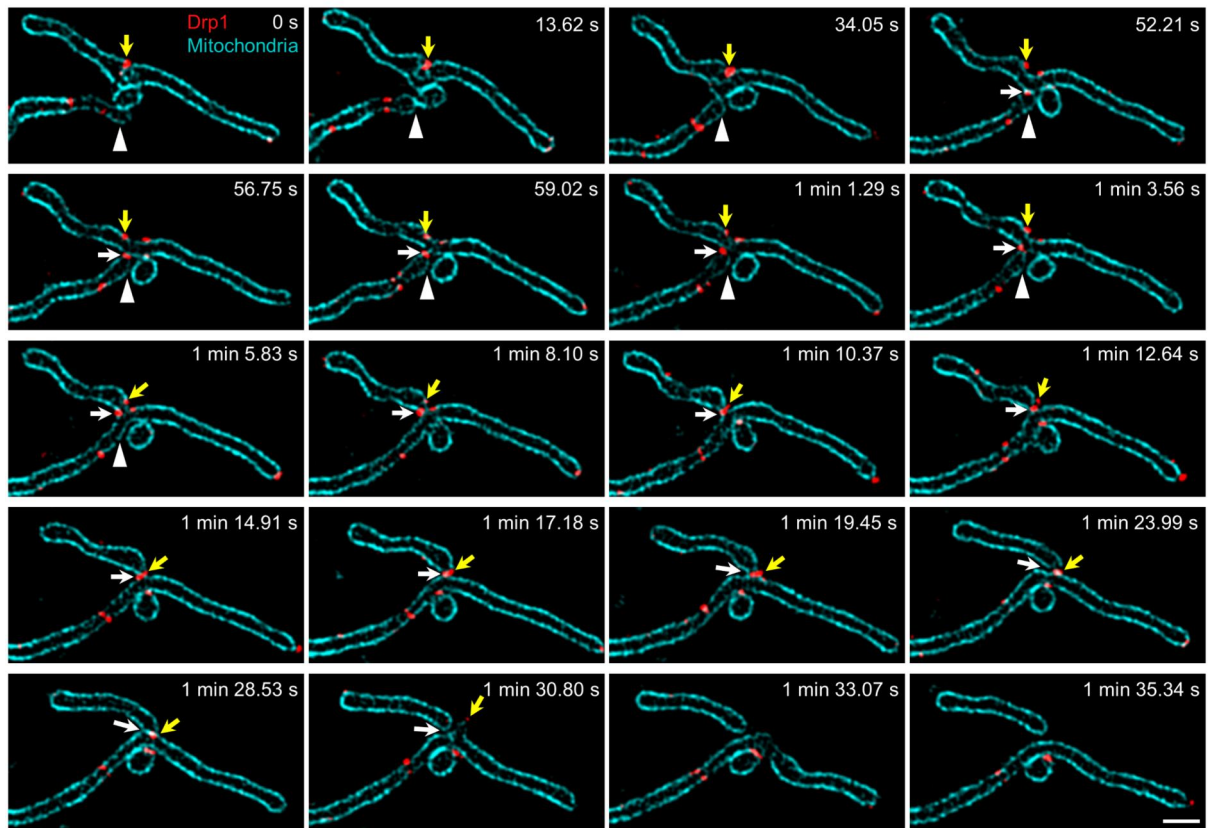 Drp1 0 s
Mitochondria
13.62 s
34.05 s
52.21 s
56.75 s
59.02 s
1 min 1.29 s
1 min 3.56 s
1 min 5.83 s
1 min 8.10 s
1 min 10.37 s
1 min 12.64 s
1 min 14.91 s
1 min 17.18 s
1 min 19.45 s
1 min 23.99 s
1 min 28.53 s
1 min 30.80 s
1 min 33.07 s
1 min 35.34 s